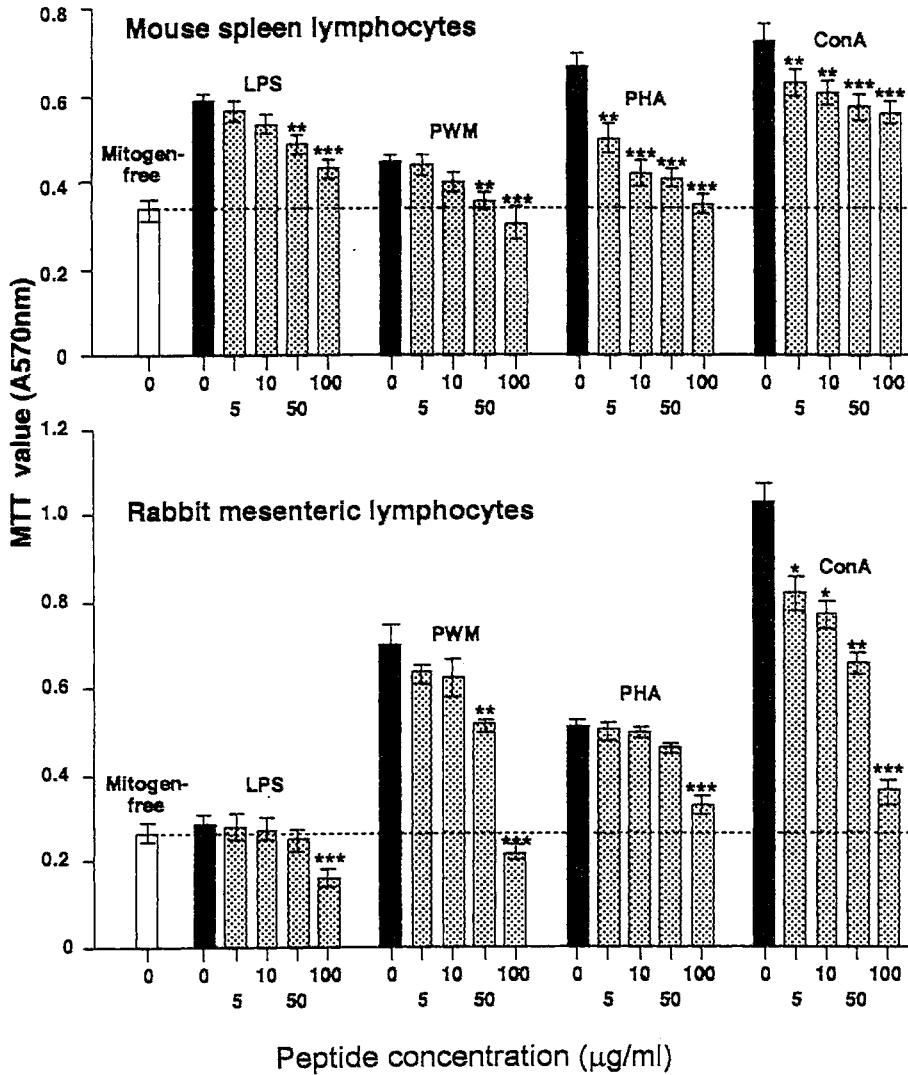 0.8
Mouse spleen lymphocytes
ConA
**
**
***
***
LPS
PHA
0.6
**
***
**
***
***
***
PWM
Mitogen-
free
**
***
0.4
0.2
0
0 0 10 100 0 10 100 0 10 100 0 10 100
5 50 5 50 5 50 5 50
MTT value (A570nm)
1.2
Rabbit mesenteric lymphocytes
1.0
ConA
*
*
**
***
0.8
PWM
PHA
0.6
**
***
***
0.4
Mitogen-
free
LPS
***
0.2
0
0 0 10 100 0 10 100 0 10 100 0 10 100
5 50 5 50 5 50 5 50
Peptide concentration (μg/ml)